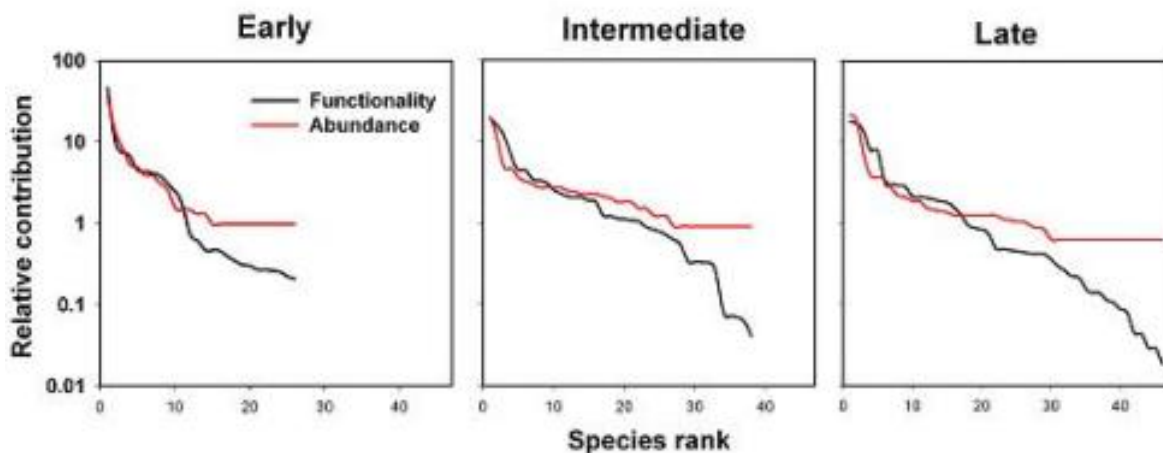 Early
Intermediate
Late
Relative contribution
100
10
1
0.1
0.01
Functionality
Abundance
0 10 20 30 40
0 10 20 30 40
0 10 20 30 40
Species rank